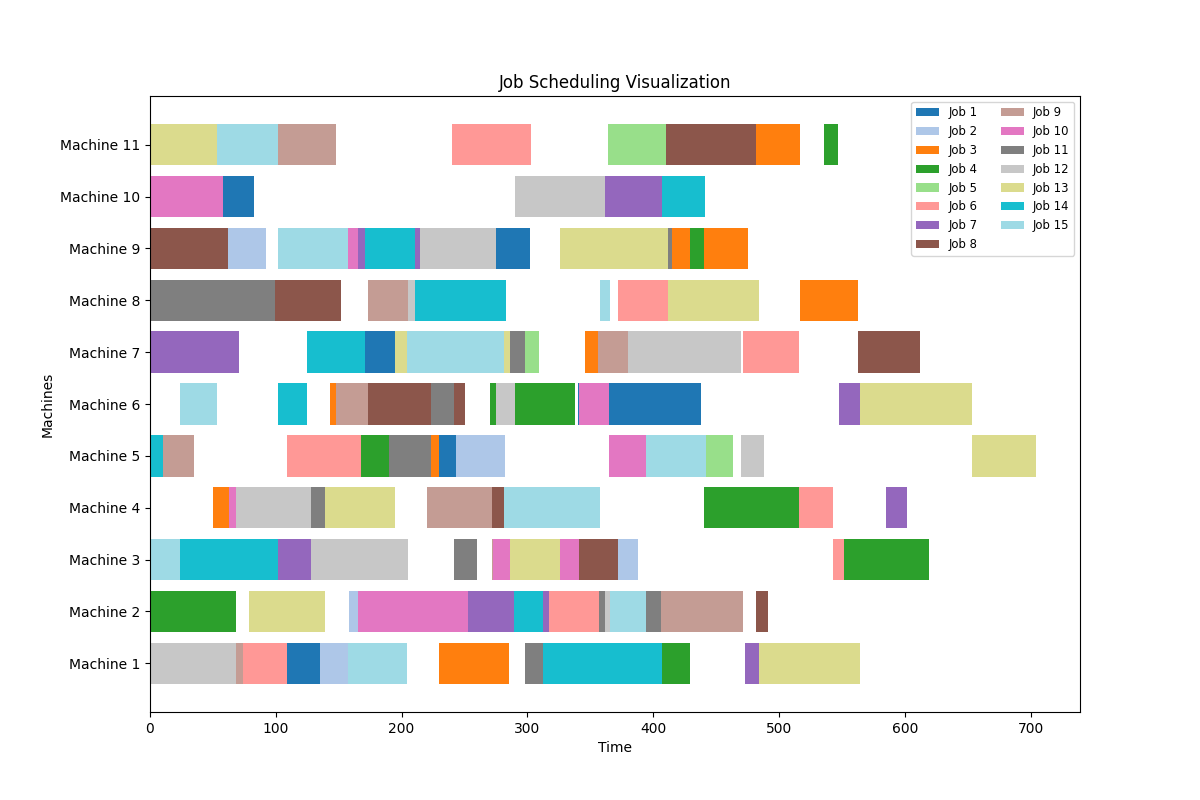 Job Scheduling Visualization
Machines
Machine 11
Machine 10
Machine 9
Machine 8
Machine 7
Machine 6
Machine 5
Machine 4
Machine 3
Machine 2
Machine 1
Job 1
Job 2
Job 3
Job 4
Job 5
Job 6
Job 7
Job 8
Job 9
Job 10
Job 11
Job 12
Job 13
Job 14
Job 15
0 100 200 300 400 500 600 700
Time